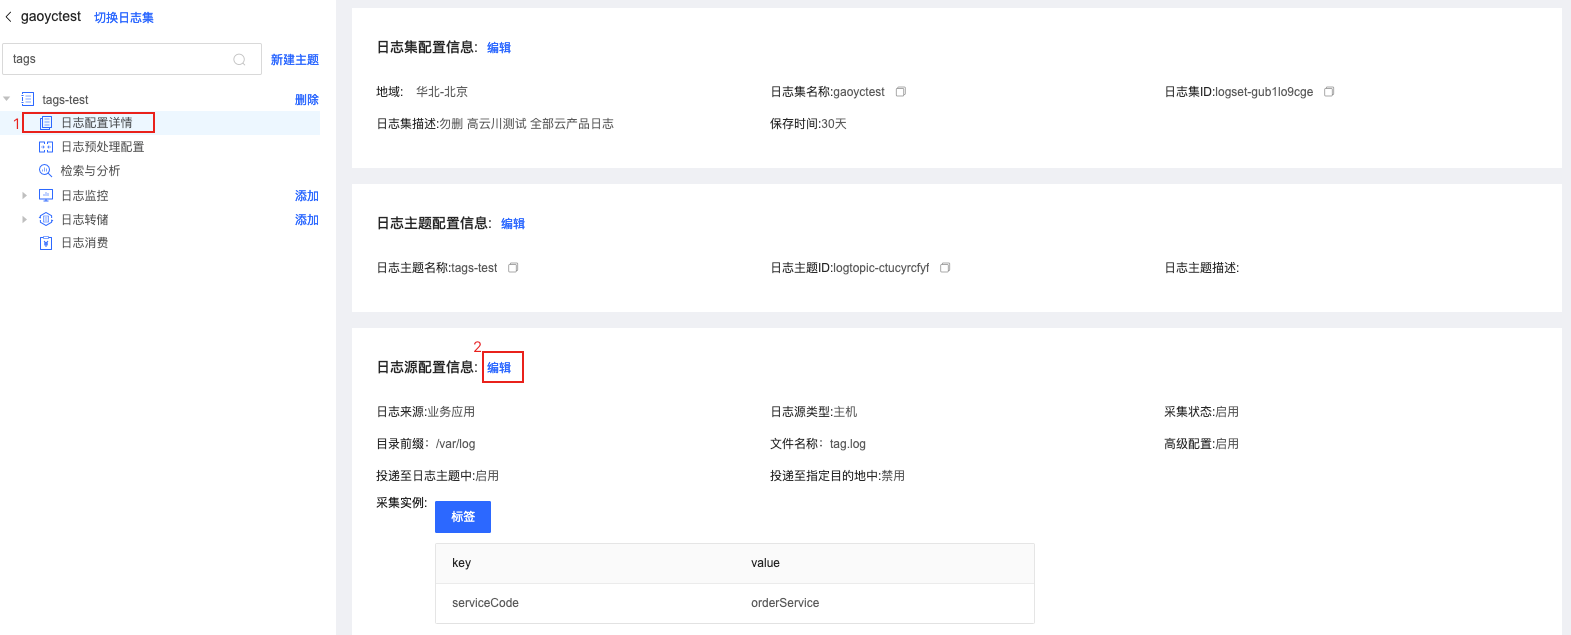 gaoyctest 切换日志集
tags 新建主题
tags-test 删除
1 日志配置详情
日志预处理配置
检索与分析
日志监控 添加
日志转储 添加
日志消费
日志集配置信息: 编辑
地域: 华北-北京 日志集名称:gaoyctest 日志集ID:logset-gub1lo9cge
日志集描述:勿删 高云川测试 全部云产品日志 保存时间:30天
日志主题配置信息: 编辑
日志主题名称:tags-test 日志主题ID:logtopic-ctucyrcfyf 日志主题描述:
2
日志源配置信息: 编辑
日志来源:业务应用 日志源类型:主机 采集状态:启用
目录前缀: /var/log 文件名称: tag.log 高级配置:启用
投递至日志主题中:启用 投递至指定目的地中:禁用
采集实例:
标签
key value
serviceCode orderService